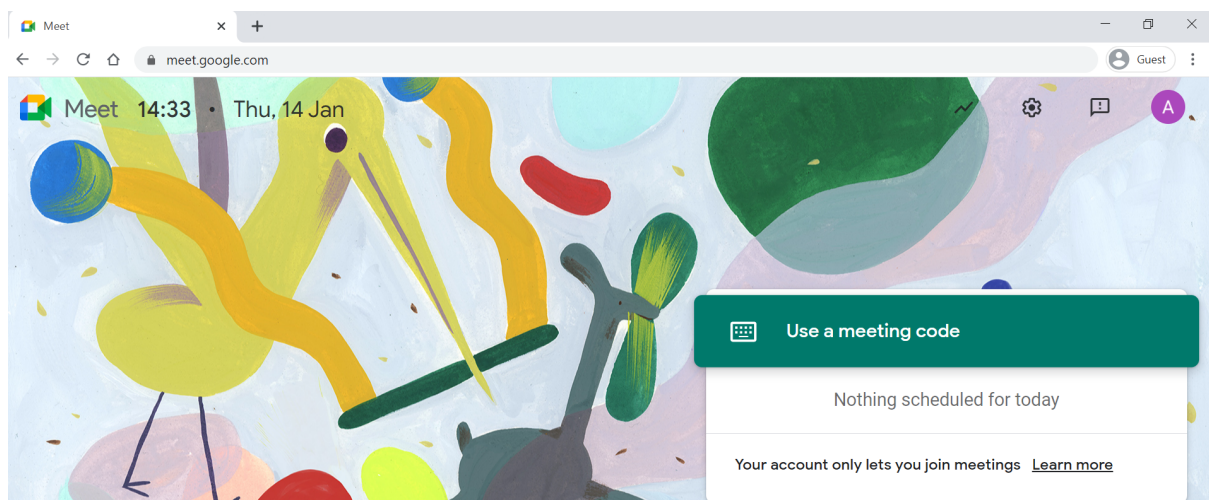 Meet
meet.google.com
Guest
Meet 14:33 • Thu, 14 Jan
A
Use a meeting code
Nothing scheduled for today
Your account only lets you join meetings Learn more